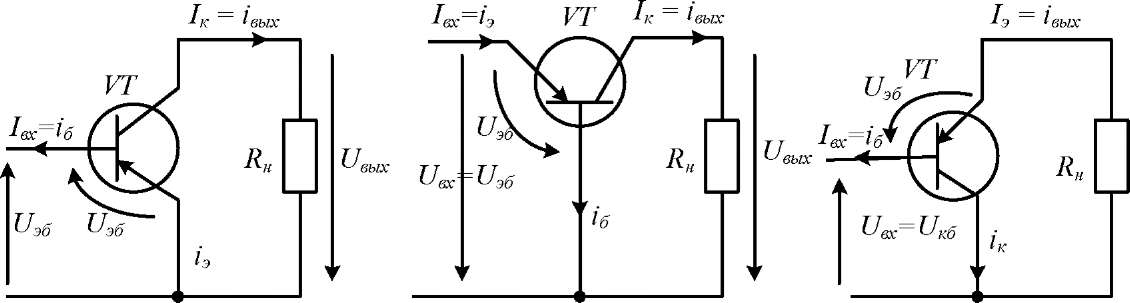 Iк = iвых
VT
Iвх=iб
Rн
Uвых
Uэб
Uэб
iэ
Iвх=iэ
VT
Iк = iвых
Uэб
Uвх=Uэб
Rн
Uвых
iб
Iэ = iвых
VT
Uэб
Iвх=iб
Rн
Uвх=Uкб
iк